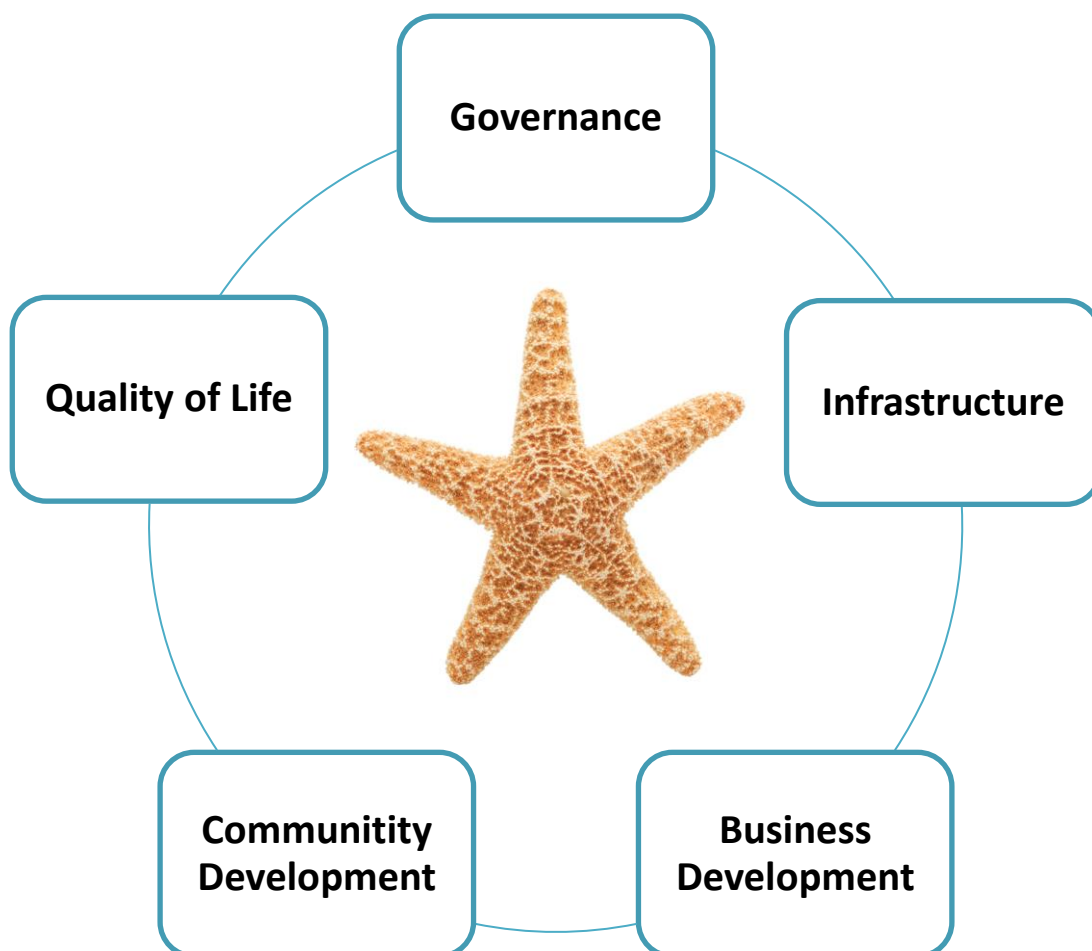 Governance
Quality of Life
Infrastructure
Communitity
Development
Business
Development